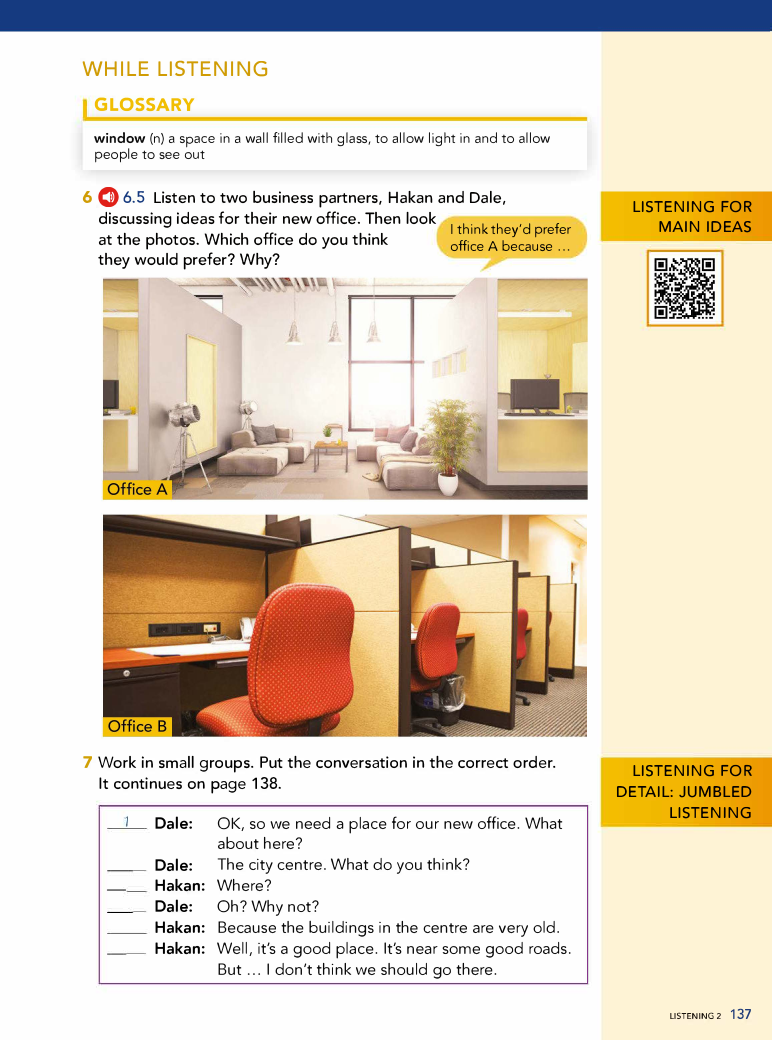 WHILE LISTENING
GLOSSARY
window (n) a space in a wall filled with glass, to allow light in and to allow
people to see out
6 6.5 Listen to two business partners, Hakan and Dale,
discussing ideas for their new office. Then look
at the photos. Which office do you think
they would prefer? Why?
I think they'd prefer
office A because ...
LISTENING FOR
MAIN IDEAS
Office A
Office B
7 Work in small groups. Put the conversation in the correct order.
It continues on page 138.
LISTENING FOR
DETAIL: JUMBLED
LISTENING
1 Dale: OK, so we need a place for our new office. What
about here?
Dale: The city centre. What do you think?
Hakan: Where?
Dale: Oh? Why not?
Hakan: Because the buildings in the centre are very old.
Hakan: Well, it's a good place. It's near some good roads.
But ... I don't think we should go there.
LISTENING 2 137